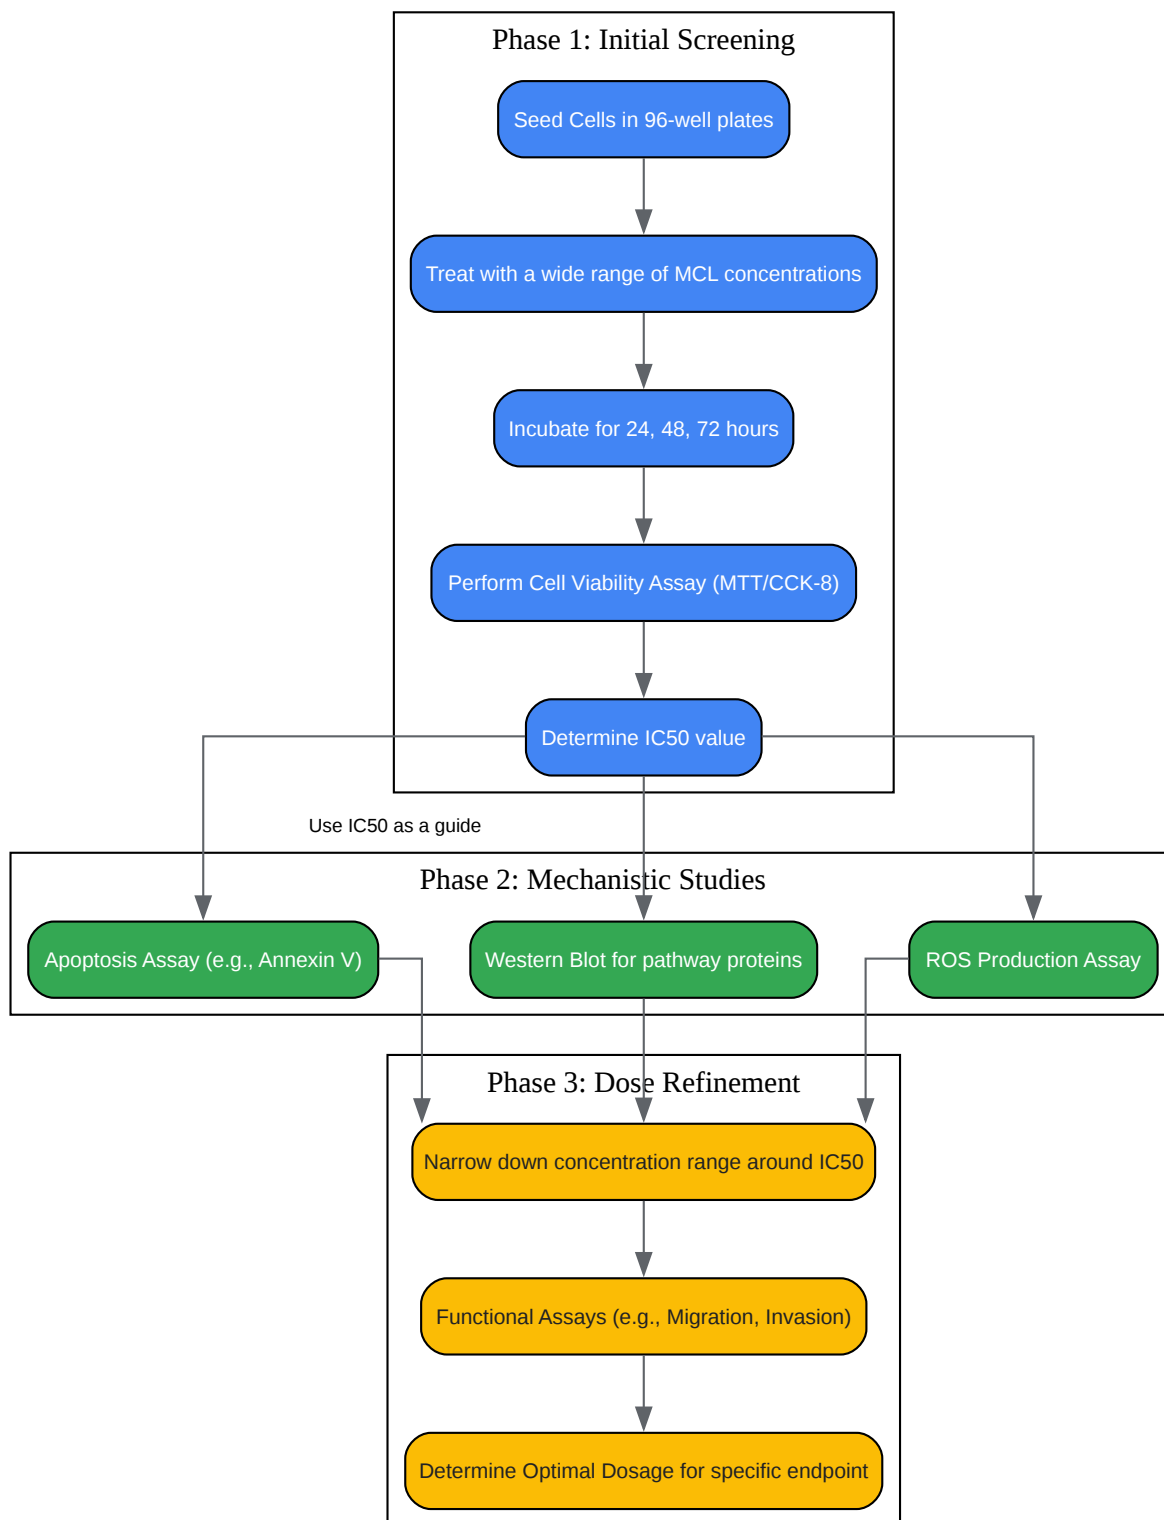 Phase 1: Initial Screening
Seed Cells in 96-well plates
Treat with a wide range of MCL concentrations
Incubate for 24, 48, 72 hours
Perform Cell Viability Assay (MTT/CCK-8)
Determine IC50 value
Use IC50 as a guide
Phase 2: Mechanistic Studies
Apoptosis Assay (e.g., Annexin V)
Western Blot for pathway proteins
ROS Production Assay
Phase 3: Dose Refinement
Narrow down concentration range around IC50
Functional Assays (e.g., Migration, Invasion)
Determine Optimal Dosage for specific endpoint